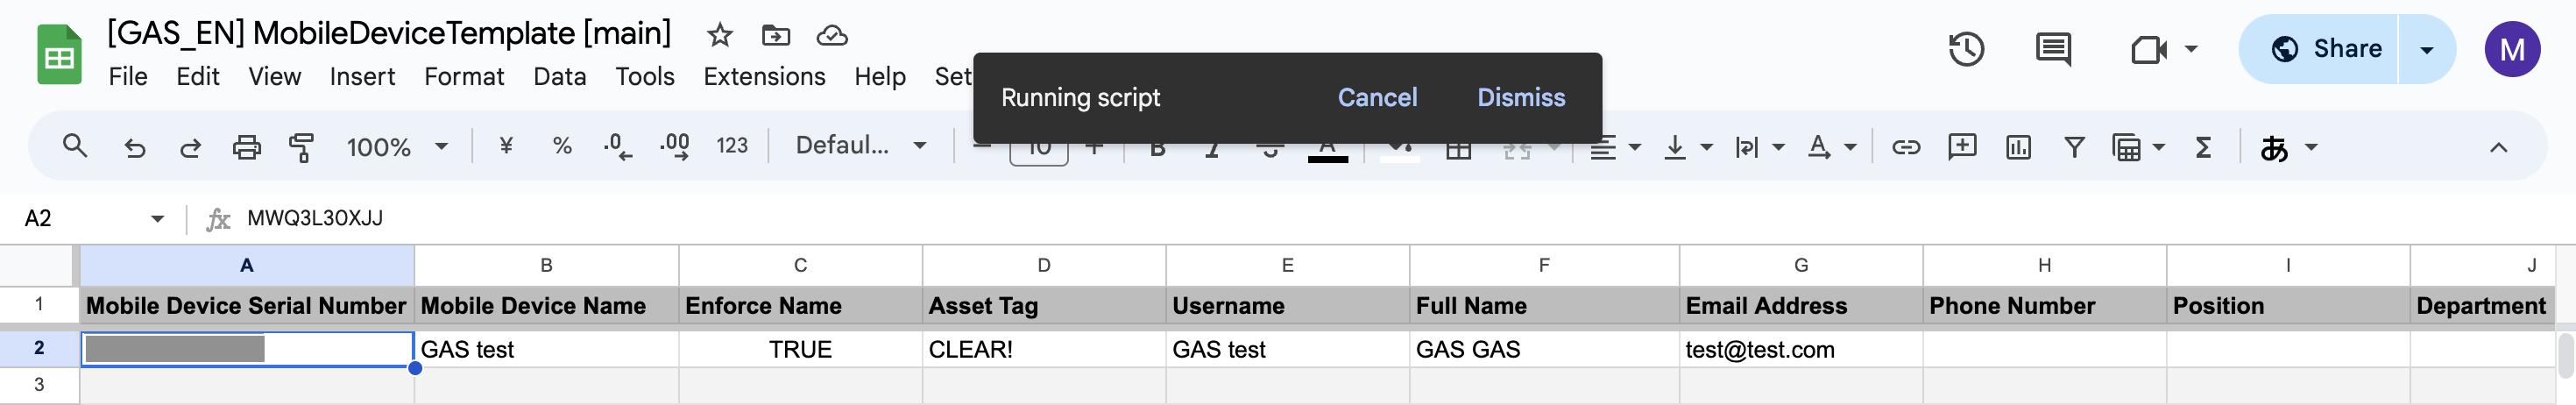 [GAS_EN] MobileDeviceTemplate [main]
File Edit View Insert Format Data Tools Extensions Help Set
Running script Cancel Dismiss
Share
M
100% ¥ % .0 .00 123 Defaul... 10 B I A A Σ あ
A2 fx MWQ3L30XJJ
A B C D E F G H I J
1 Mobile Device Serial Number Mobile Device Name Enforce Name Asset Tag Username Full Name Email Address Phone Number Position Department
2 GAS test TRUE CLEAR! GAS test GAS GAS test@test.com
3